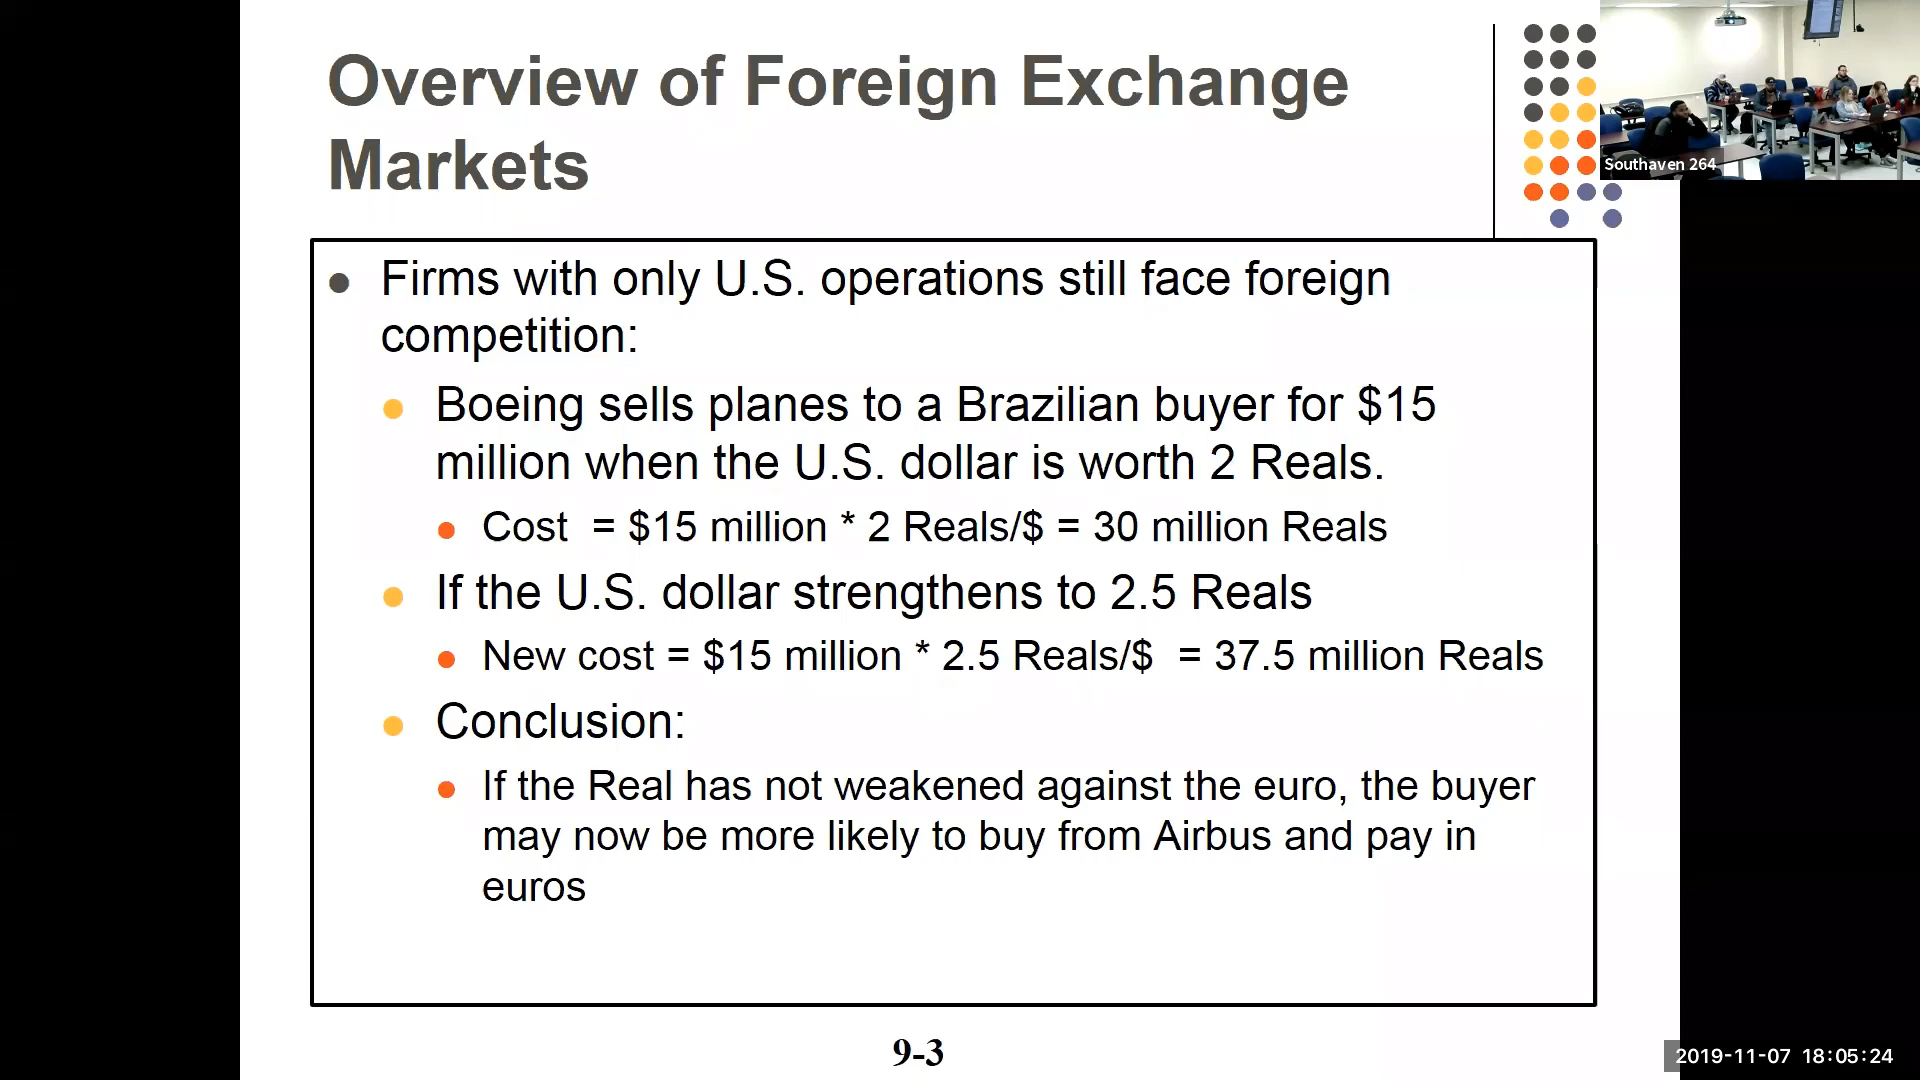 Overview of Foreign Exchange
Markets
Southaven 264
Firms with only U.S. operations still face foreign
competition:
Boeing sells planes to a Brazilian buyer for $15
million when the U.S. dollar is worth 2 Reals.
Cost = $15 million * 2 Reals/$ = 30 million Reals
If the U.S. dollar strengthens to 2.5 Reals
New cost = $15 million * 2.5 Reals/$ = 37.5 million Reals
Conclusion:
If the Real has not weakened against the euro, the buyer
may now be more likely to buy from Airbus and pay in
euros
9-3
2019-11-07 18:05:24